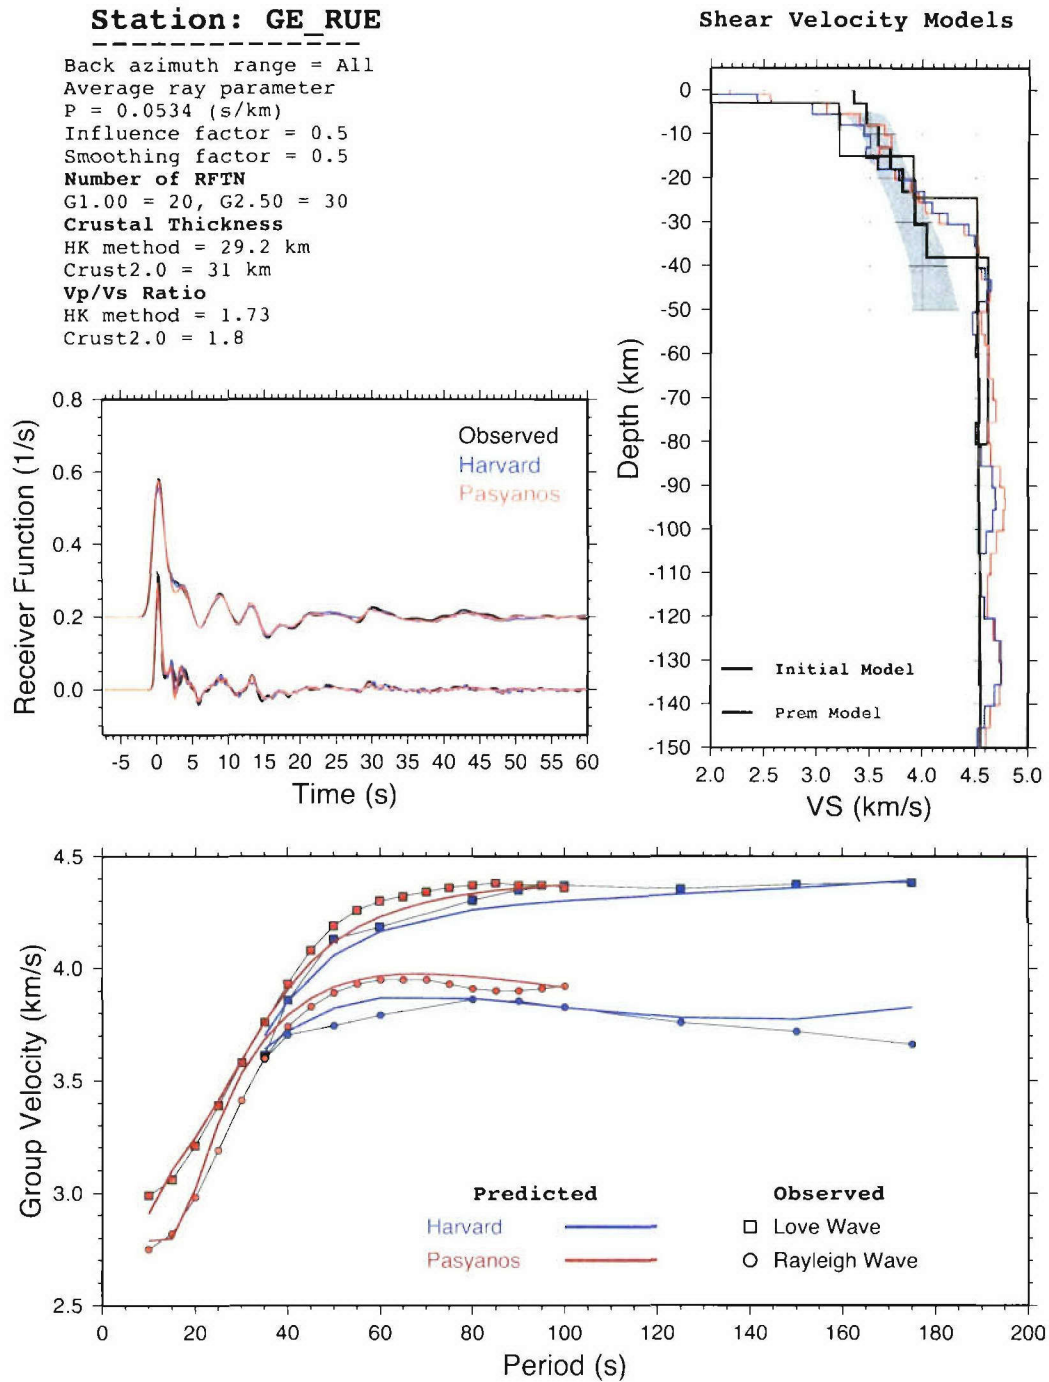 Station: GE_RUE
Back azimuth range = All
Average ray parameter
P = 0.0534 (s/km)
Influence factor = 0.5
Smoothing factor = 0.5
Number of RFTN
G1.00 = 20, G2.50 = 30
Crustal Thickness
HK method = 29.2 km
Crust2.0 = 31 km
Vp/Vs Ratio
HK method = 1.73
Crust2.0 = 1.8
Shear Velocity Models
0
-10
-20
-30
-40
-50
-60
-70
-80
-90
-100
-110
-120
-130
-140
-150
Depth (km)
Initial Model
Prem Model
2.0 2.5 3.0 3.5 4.0 4.5 5.0
VS (km/s)
0.8
0.6
0.4
0.2
0.0
Receiver Function (1/s)
Observed
Harvard
Pasyanos
-5 0 5 10 15 20 25 30 35 40 45 50 55 60
Time (s)
4.5
4.0
3.5
3.0
2.5
Group Velocity (km/s)
Predicted Observed
Harvard Love Wave
Pasyanos Rayleigh Wave
0 20 40 60 80 100 120 140 160 180 200
Period (s)